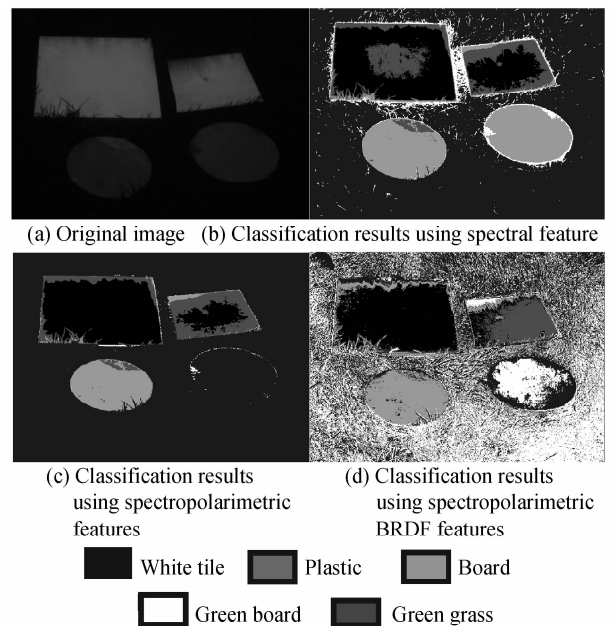 (a) Original image (b) Classification results using spectral feature
(c) Classification results
using spectropolarimetric
features
(d) Classification results
using spectropolarimetric
BRDF features
White tile Plastic Board
Green board Green grass